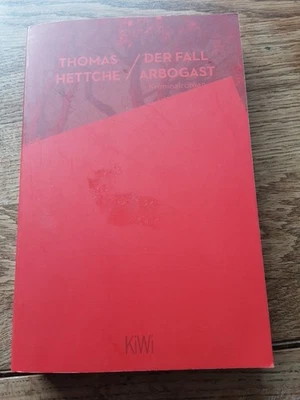 THOMAS / DER FALL
HETTCHE / ARBOGAST
KiWi